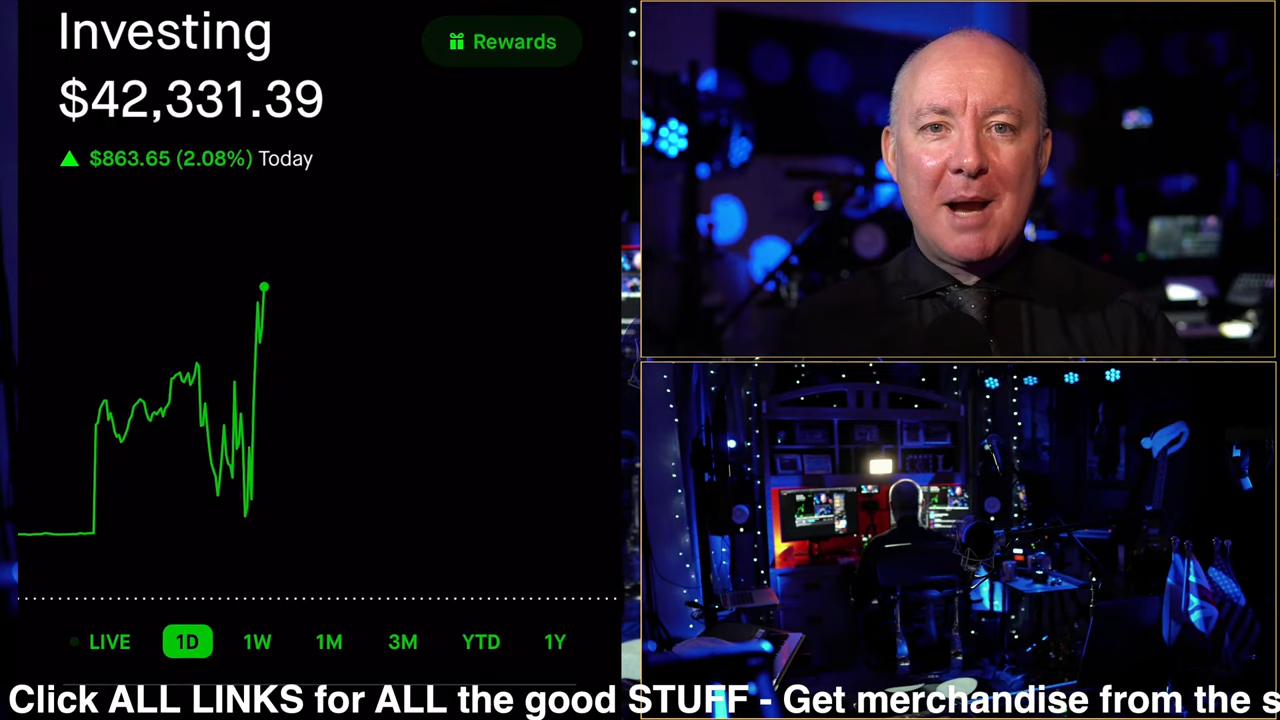 Investing
Rewards
$42,331.39
$863.65 (2.08%) Today
LIVE 1D 1W 1M 3M YTD 1Y
Click ALL LINKS for ALL the good STUFF - Get merchandise from the s